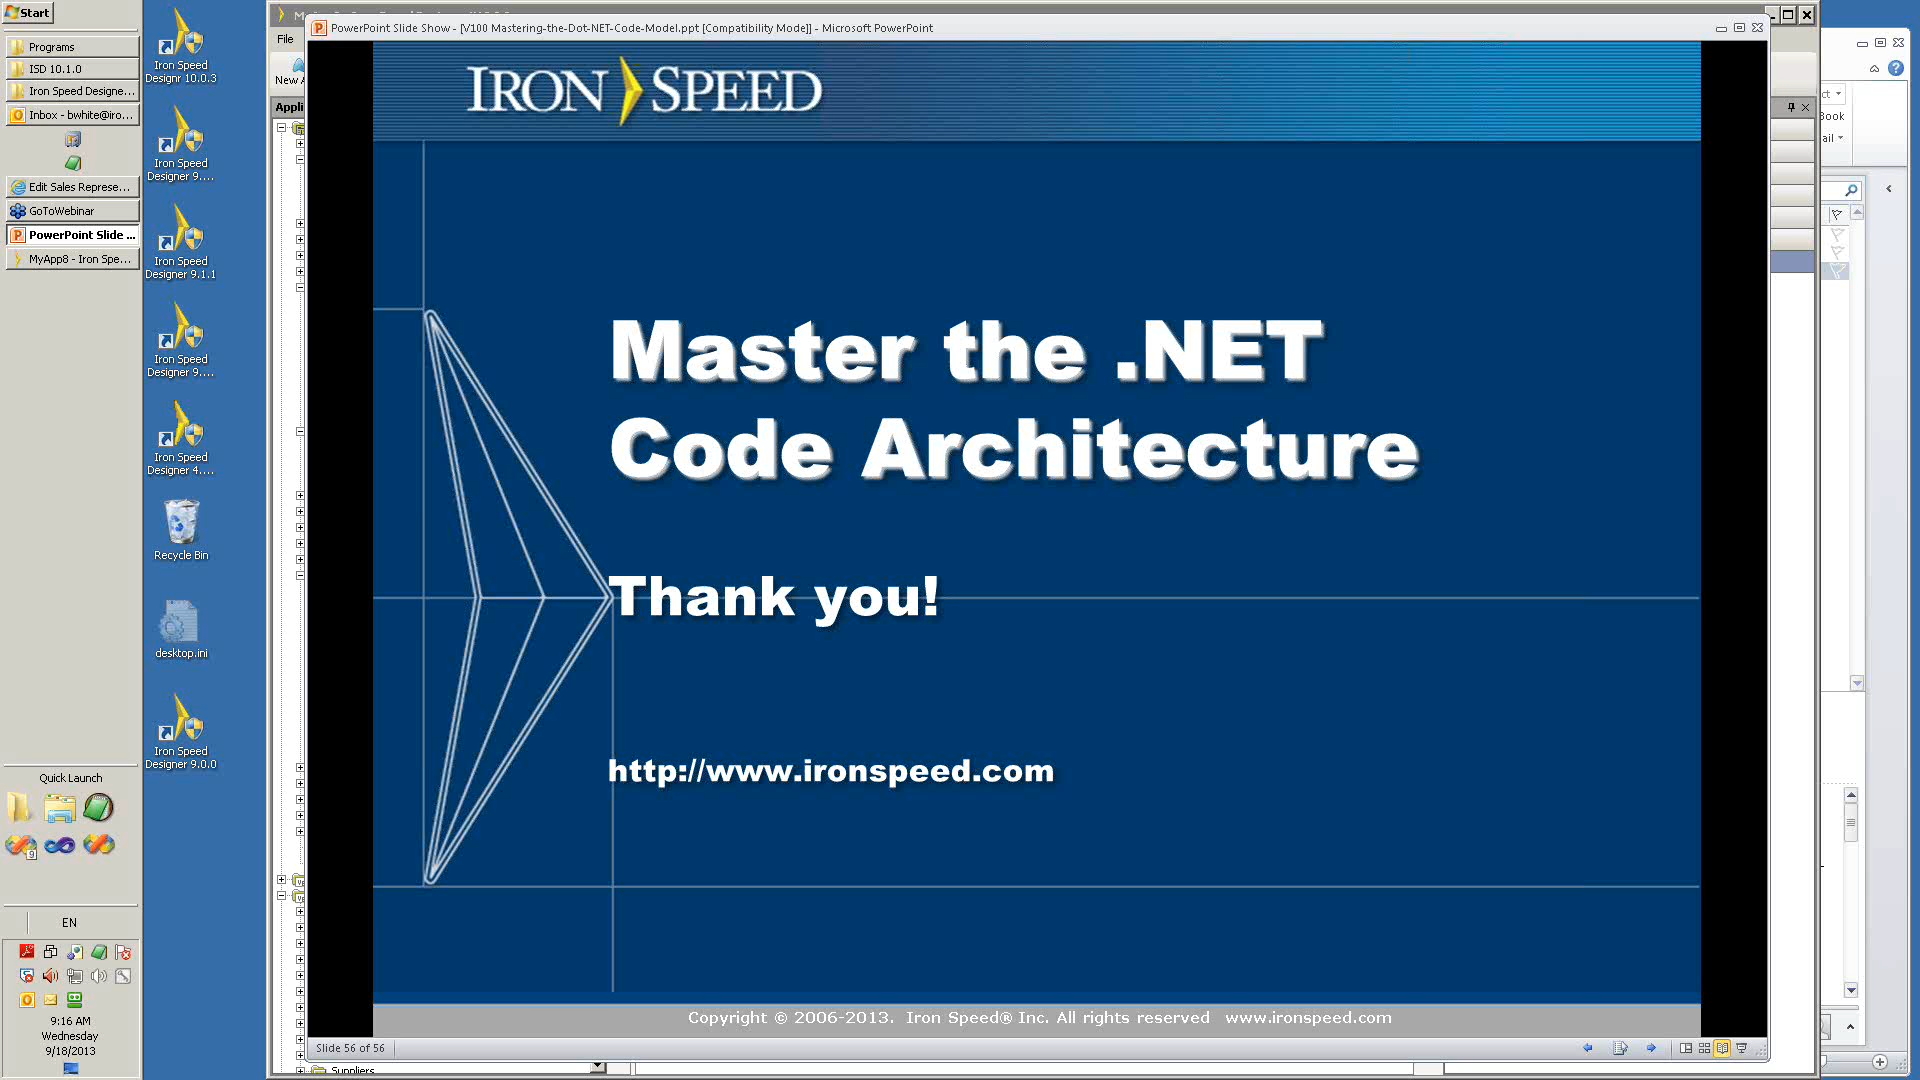 Start
Programs
ISD 10.1.0
Iron Speed Designe...
Inbox - bwhite@iro...
Edit Sales Represe...
GoToWebinar
PowerPoint Slide ...
MyApp8 - Iron Spe...
Quick Launch
9
EN
9:16 AM
Wednesday
9/18/2013
Iron Speed
Designr 10.0.3
Iron Speed
Designer 9....
Iron Speed
Designer 9.1.1
Iron Speed
Designer 9....
Iron Speed
Designer 4....
Recycle Bin
desktop.ini
Iron Speed
Designer 9.0.0
File
New
Appli
PowerPoint Slide Show - [V100 Mastering-the-Dot-NET-Code-Model.ppt [Compatibility Mode]] - Microsoft PowerPoint
IRON SPEED
Master the .NET
Code Architecture
Thank you!
http://www.ironspeed.com
Copyright © 2006-2013. Iron Speed® Inc. All rights reserved www.ironspeed.com
Slide 56 of 56
Suppliers
ct
Book
ail